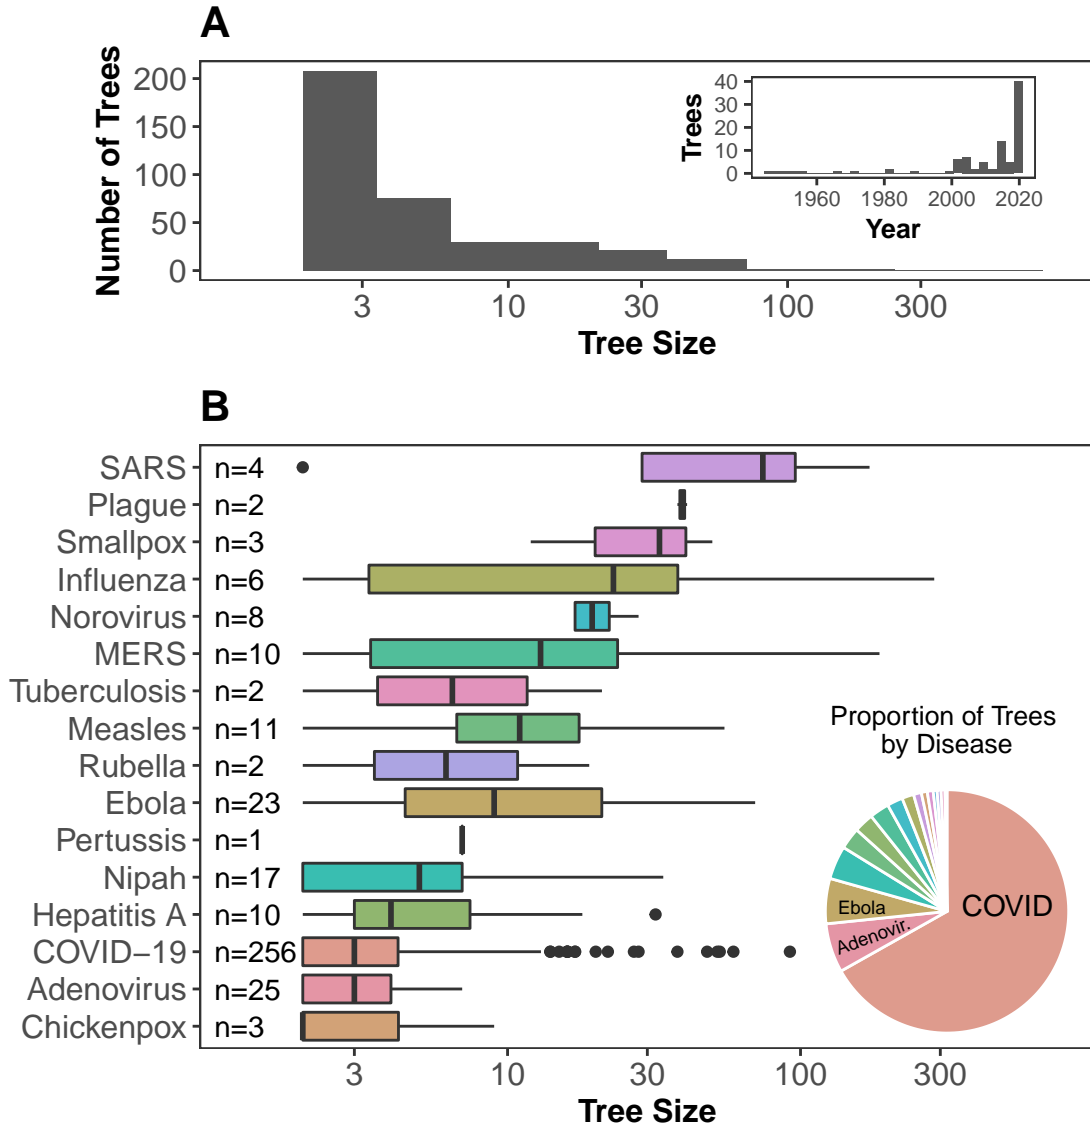 A
Number of Trees
200
150
100
50
0
3 10 30 100 300
Tree Size
Trees
40
30
20
10
0
1960 1980 2000 2020
Year
B
SARS n=4
Plague n=2
Smallpox n=3
Influenza n=6
Norovirus n=8
MERS n=10
Tuberculosis n=2
Measles n=11
Rubella n=2
Ebola n=23
Pertussis n=1
Nipah n=17
Hepatitis A n=10
COVID−19 n=256
Adenovirus n=25
Chickenpox n=3
3 10 30 100 300
Tree Size
Proportion of Trees
by Disease
COVID
Ebola
Adenovir.